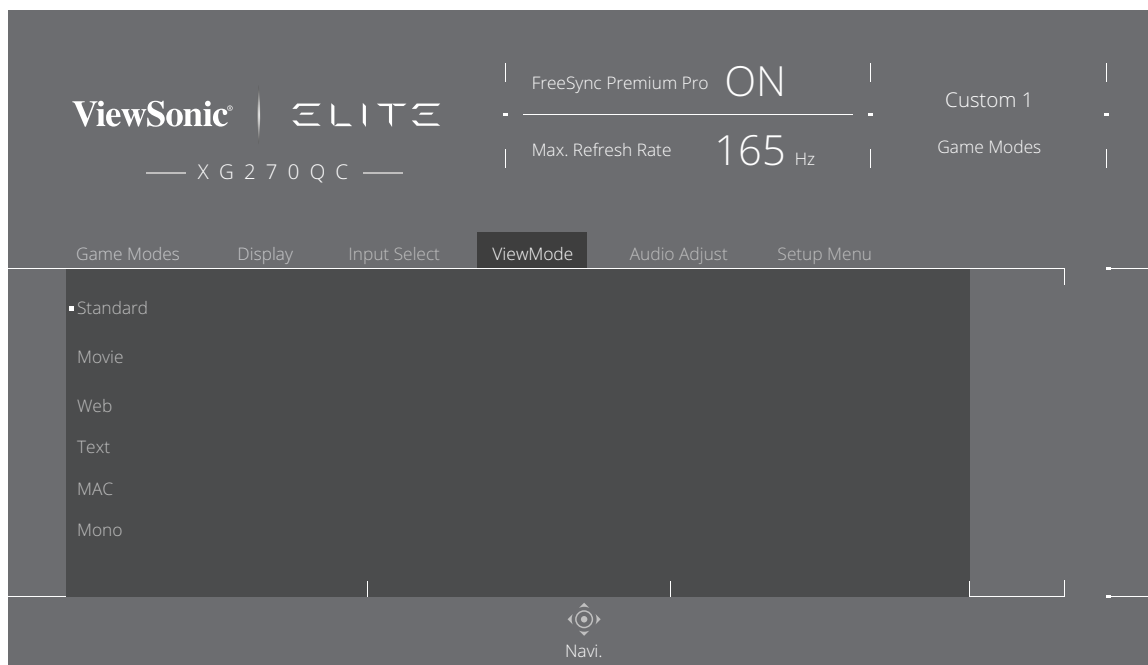 ViewSonic® ELITE
XG270QC
FreeSync Premium Pro ON
Max. Refresh Rate 165 Hz
Custom 1
Game Modes
Game Modes Display Input Select ViewMode Audio Adjust Setup Menu
Standard
Movie
Web
Text
MAC
Mono
Navi.